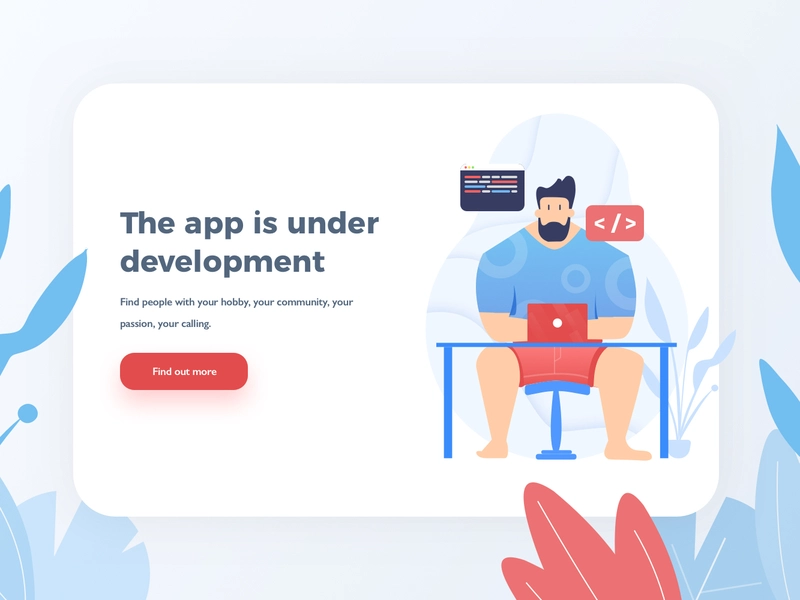 The app is under
development
Find people with your hobby, your community, your
passion, your calling.
Find out more
</>